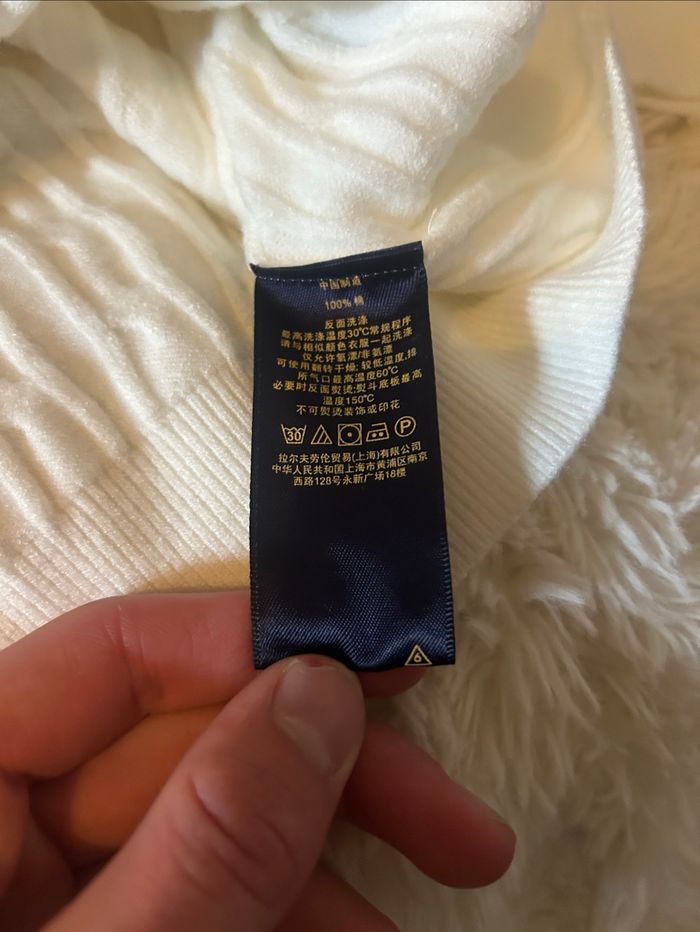 中国制造
100% 棉
反面洗涤
最高洗涤温度30℃常规程序
请与相似颜色衣服一起洗涤
仅允许氧漂/非氨漂
可使用翻转干燥;较低温度,排
所气口最高温度60℃
必要时反面熨烫;熨斗底板最高
温度150℃
不可熨烫装饰或印花
30 P
拉尔夫劳伦贸易(上海)有限公司
中华人民共和国上海市黄浦区南京
西路128号永新广场18楼
6